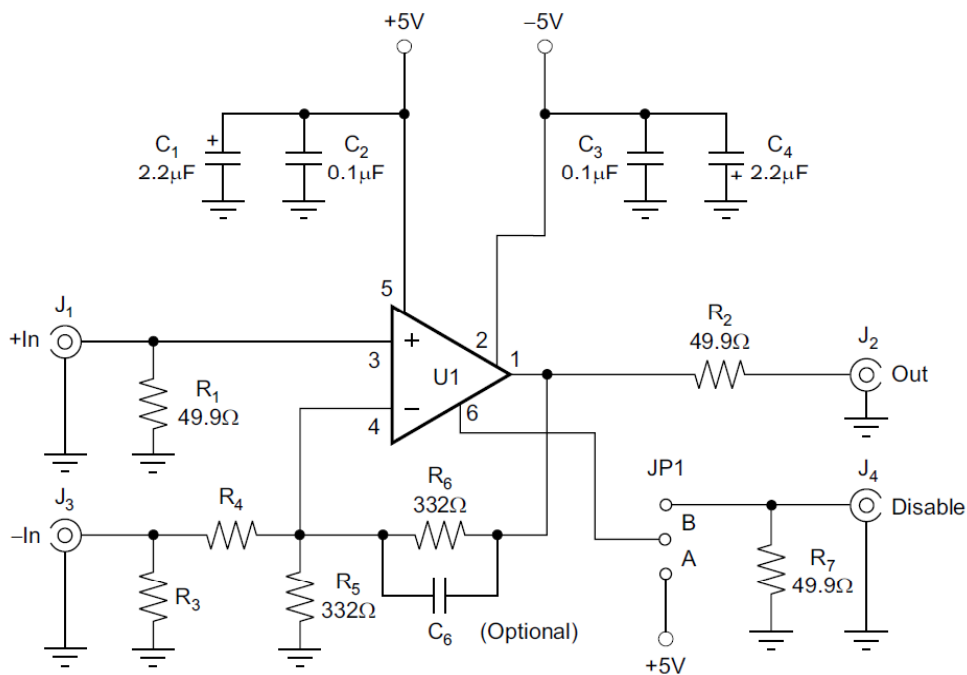 +5V
−5V
C1
+
2.2μF
C2
0.1μF
C3
0.1μF
C4
+ 2.2μF
J1
+In
R1
49.9Ω
5
+
3
U1
2
1
−
4
6
R2
49.9Ω
J2
Out
J3
−In
R4
R3
R5
332Ω
R6
332Ω
C6
(Optional)
JP1
B
A
+5V
J4
Disable
R7
49.9Ω